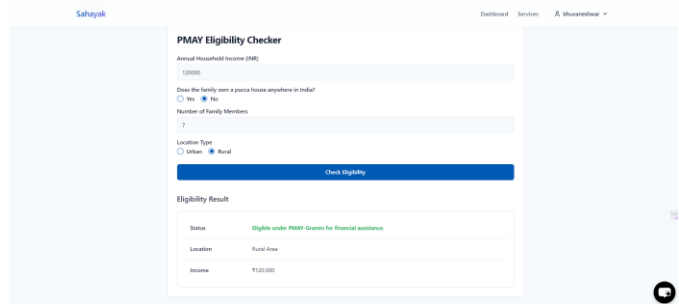 Sahayak
Dashboard Services bhuvaneshwar
PMAY Eligibility Checker
Annual Household Income (INR)
120000
Does the family own a pucca house anywhere in India?
Yes No
Number of Family Members
7
Location Type
Urban Rural
Check Eligibility
Eligibility Result
Status Eligible under PMAY-Gramin for financial assistance.
Location Rural Area
Income ₹120,000